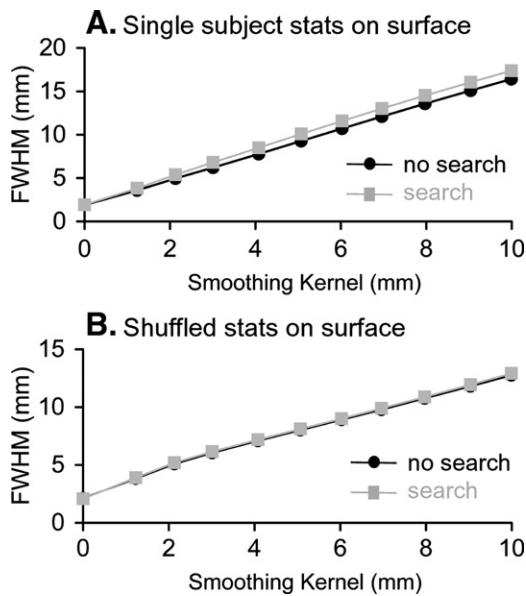 A. Single subject stats on surface
20
15
10
5
0
FWHM (mm)
no search
search
0 2 4 6 8 10
Smoothing Kernel (mm)
B. Shuffled stats on surface
15
10
5
0
FWHM (mm)
no search
search
0 2 4 6 8 10
Smoothing Kernel (mm)